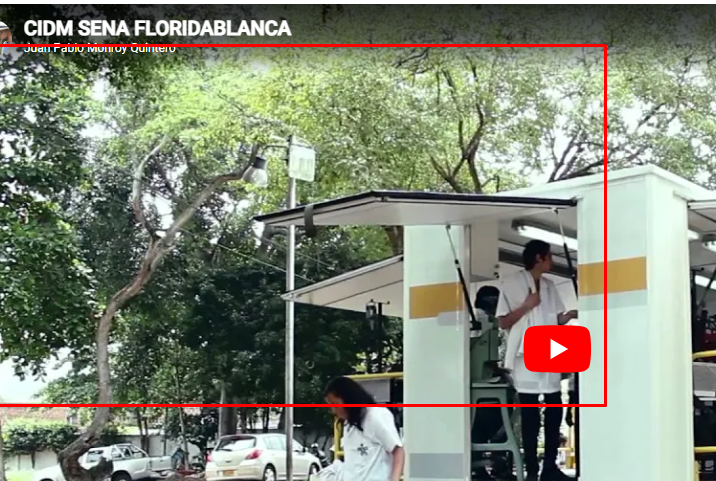 CIDM SENA FLORIDABLANCA
Juan Pablo Monroy Quintero